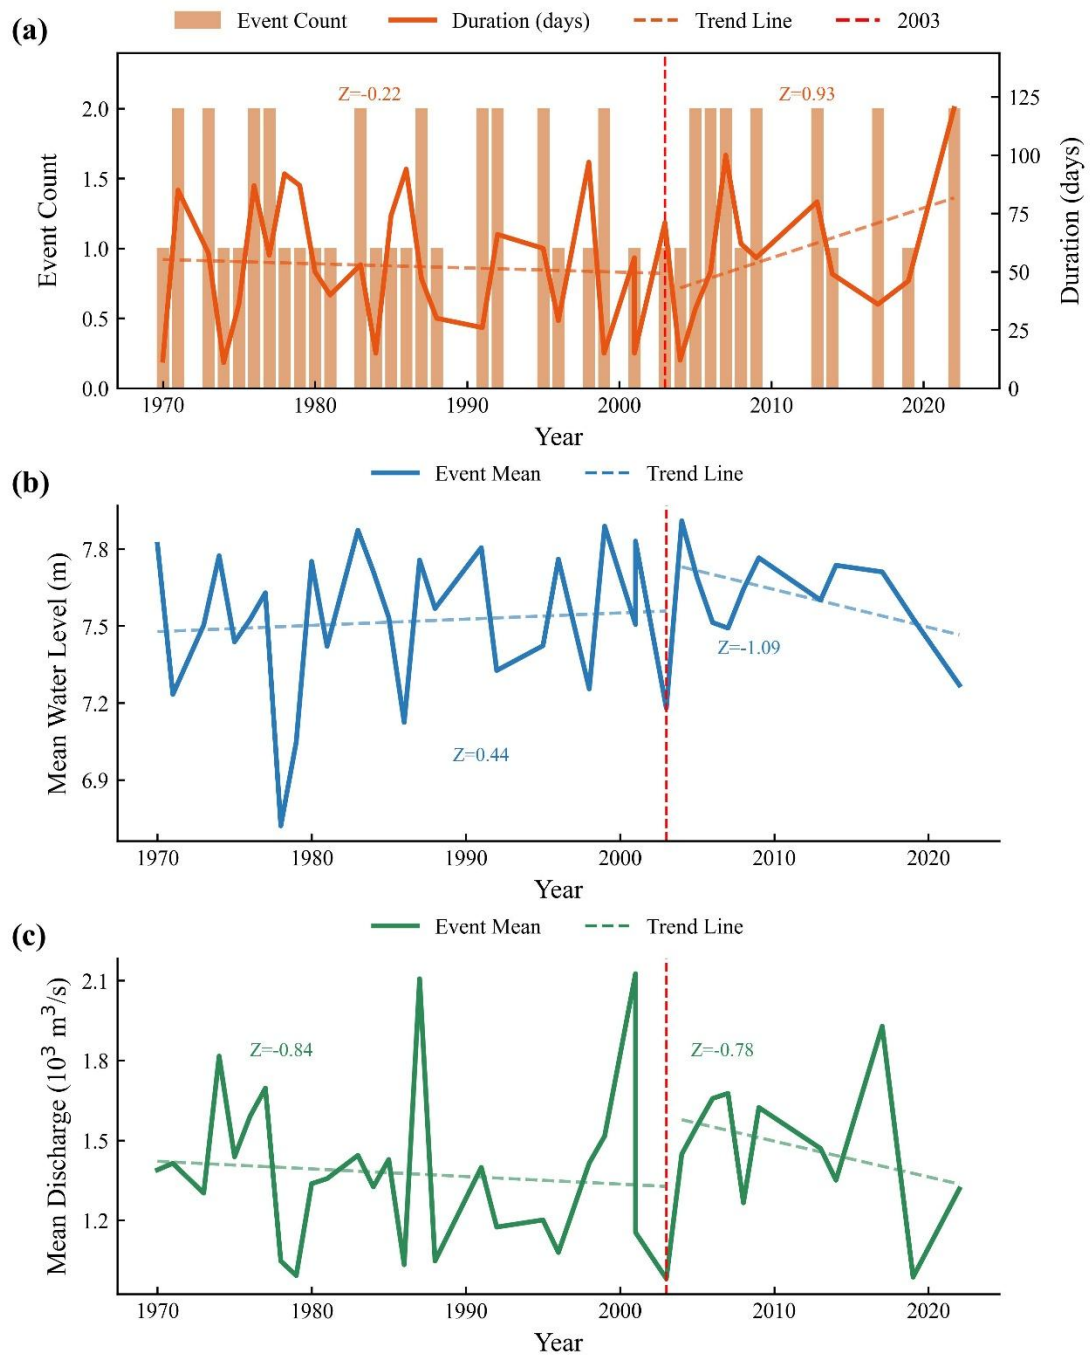 (a)
Event Count Duration (days) Trend Line 2003
Event Count
2.0
1.5
1.0
0.5
0.0
Z=-0.22
Z=0.93
125
100
75
50
25
0
Duration (days)
1970 1980 1990 2000 2010 2020
Year
(b)
Event Mean Trend Line
Mean Water Level (m)
7.8
7.5
7.2
6.9
Z=-1.09
Z=0.44
1970 1980 1990 2000 2010 2020
Year
(c)
Event Mean Trend Line
Mean Discharge (10³ m³/s)
2.1
1.8
1.5
1.2
Z=-0.84
Z=-0.78
1970 1980 1990 2000 2010 2020
Year